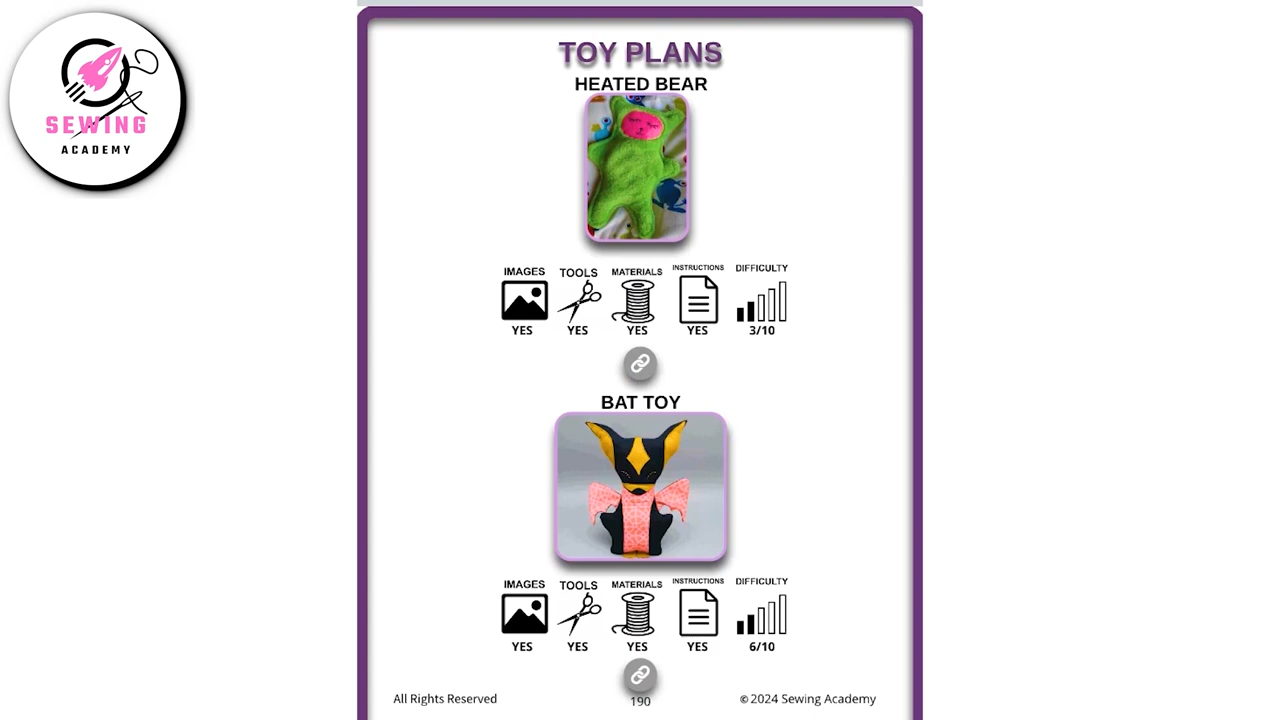 SEWING
ACADEMY
TOY PLANS
HEATED BEAR
IMAGES TOOLS MATERIALS INSTRUCTIONS DIFFICULTY
YES YES YES YES 3/10
BAT TOY
IMAGES TOOLS MATERIALS INSTRUCTIONS DIFFICULTY
YES YES YES YES 6/10
All Rights Reserved 190 © 2024 Sewing Academy